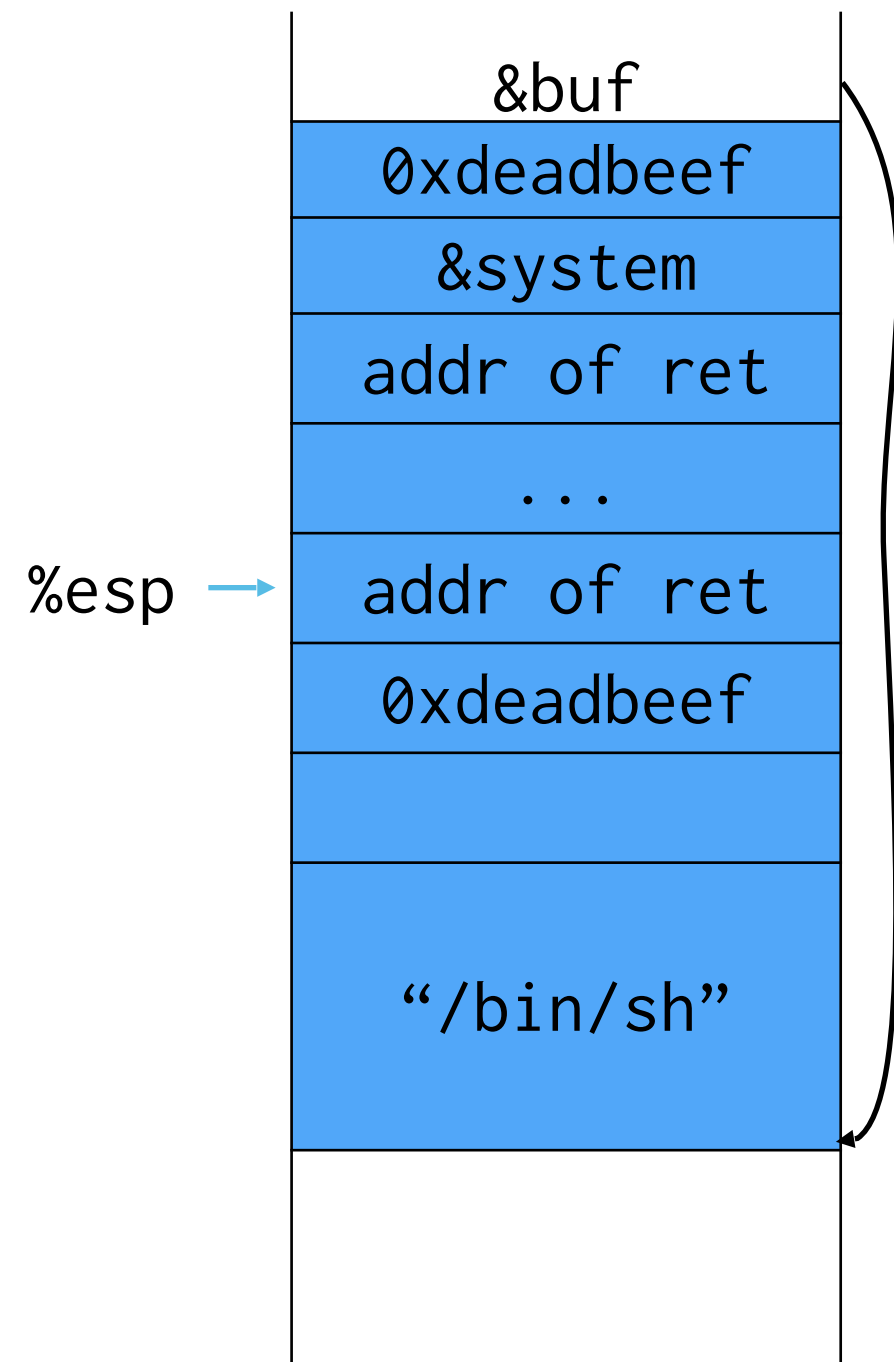 &buf
0xdeadbeef
&system
addr of ret
...
%esp
addr of ret
0xdeadbeef
“/bin/sh”